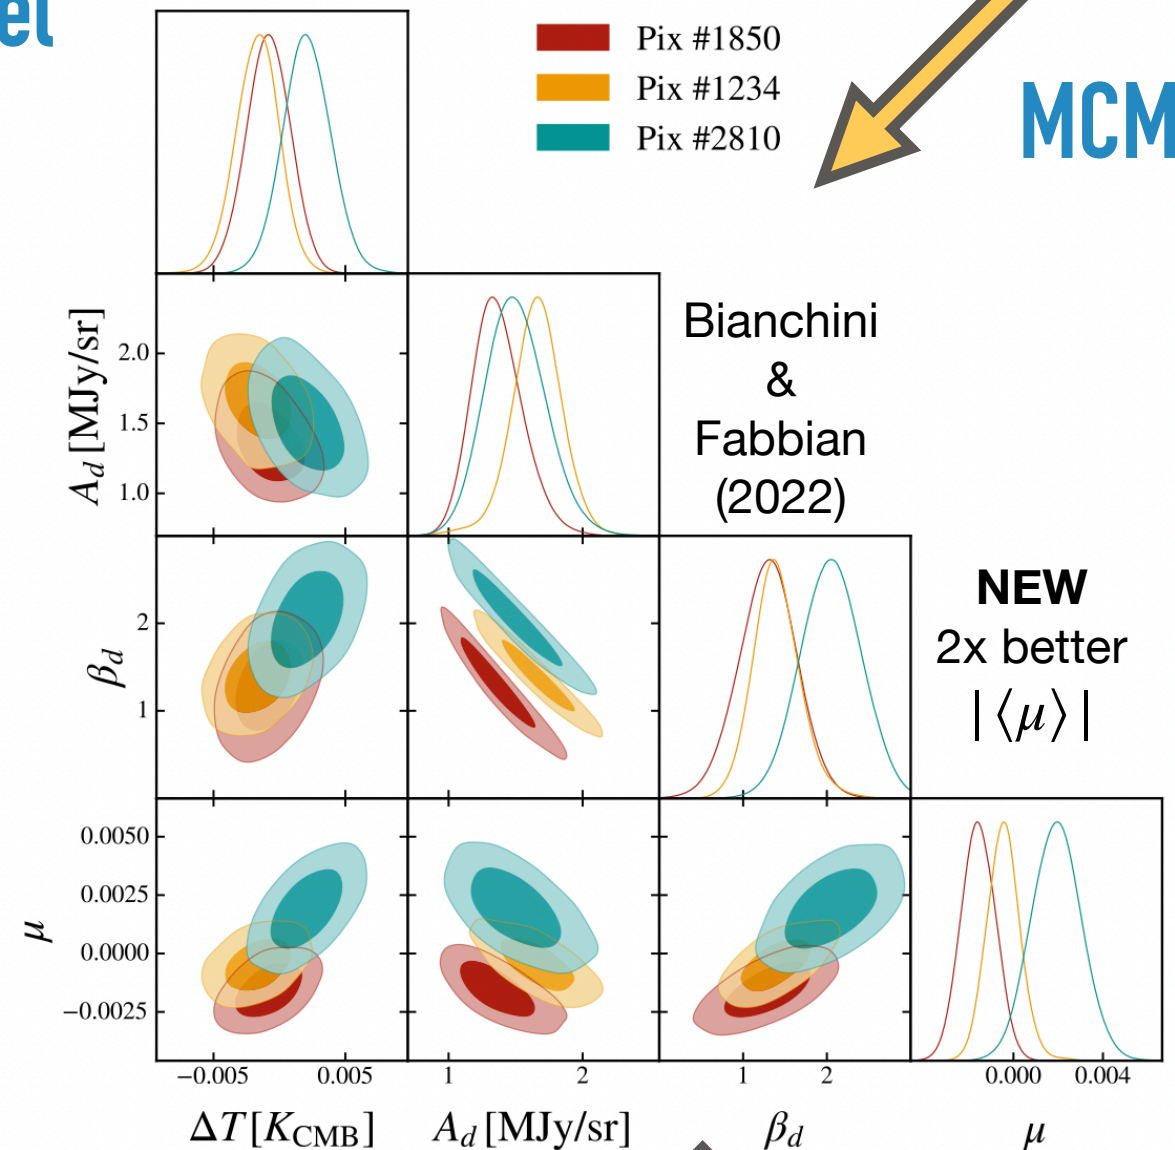 el
Pix #1850
Pix #1234
Pix #2810
MCM
Bianchini
&
Fabbian
(2022)
NEW
2x better
|⟨μ⟩|
A_d [MJy/sr]
2.0
1.5
1.0
β_d
2
1
μ
0.0050
0.0025
0.0000
−0.0025
−0.005 0.005
1 2
1 2
0.000 0.004
ΔT [K_CMB]
A_d [MJy/sr]
β_d
μ